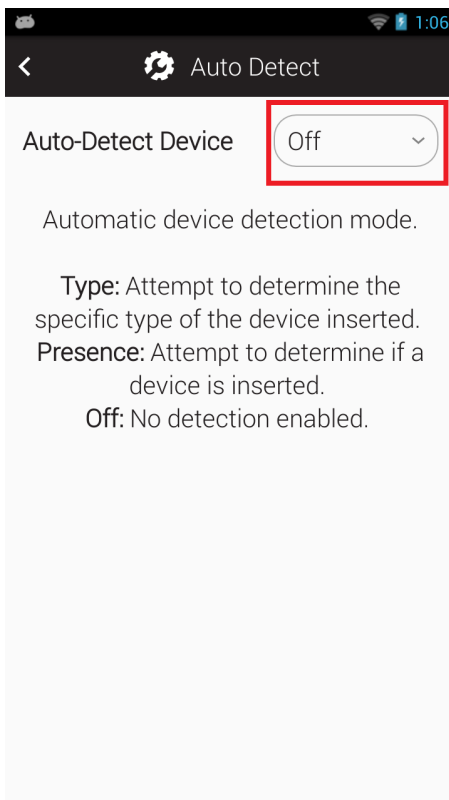 1:06
Auto Detect
Auto-Detect Device
Off
Automatic device detection mode.
Type: Attempt to determine the
specific type of the device inserted.
Presence: Attempt to determine if a
device is inserted.
Off: No detection enabled.